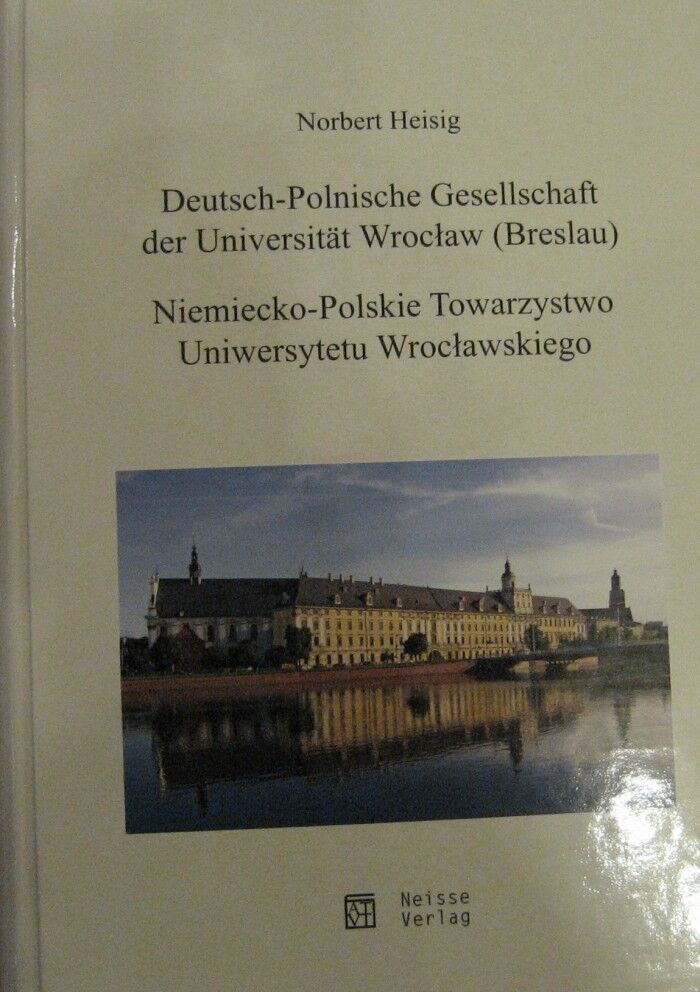 Norbert Heisig
Deutsch-Polnische Gesellschaft
der Universität Wrocław (Breslau)
Niemiecko-Polskie Towarzystwo
Uniwersytetu Wrocławskiego
Neisse
Verlag